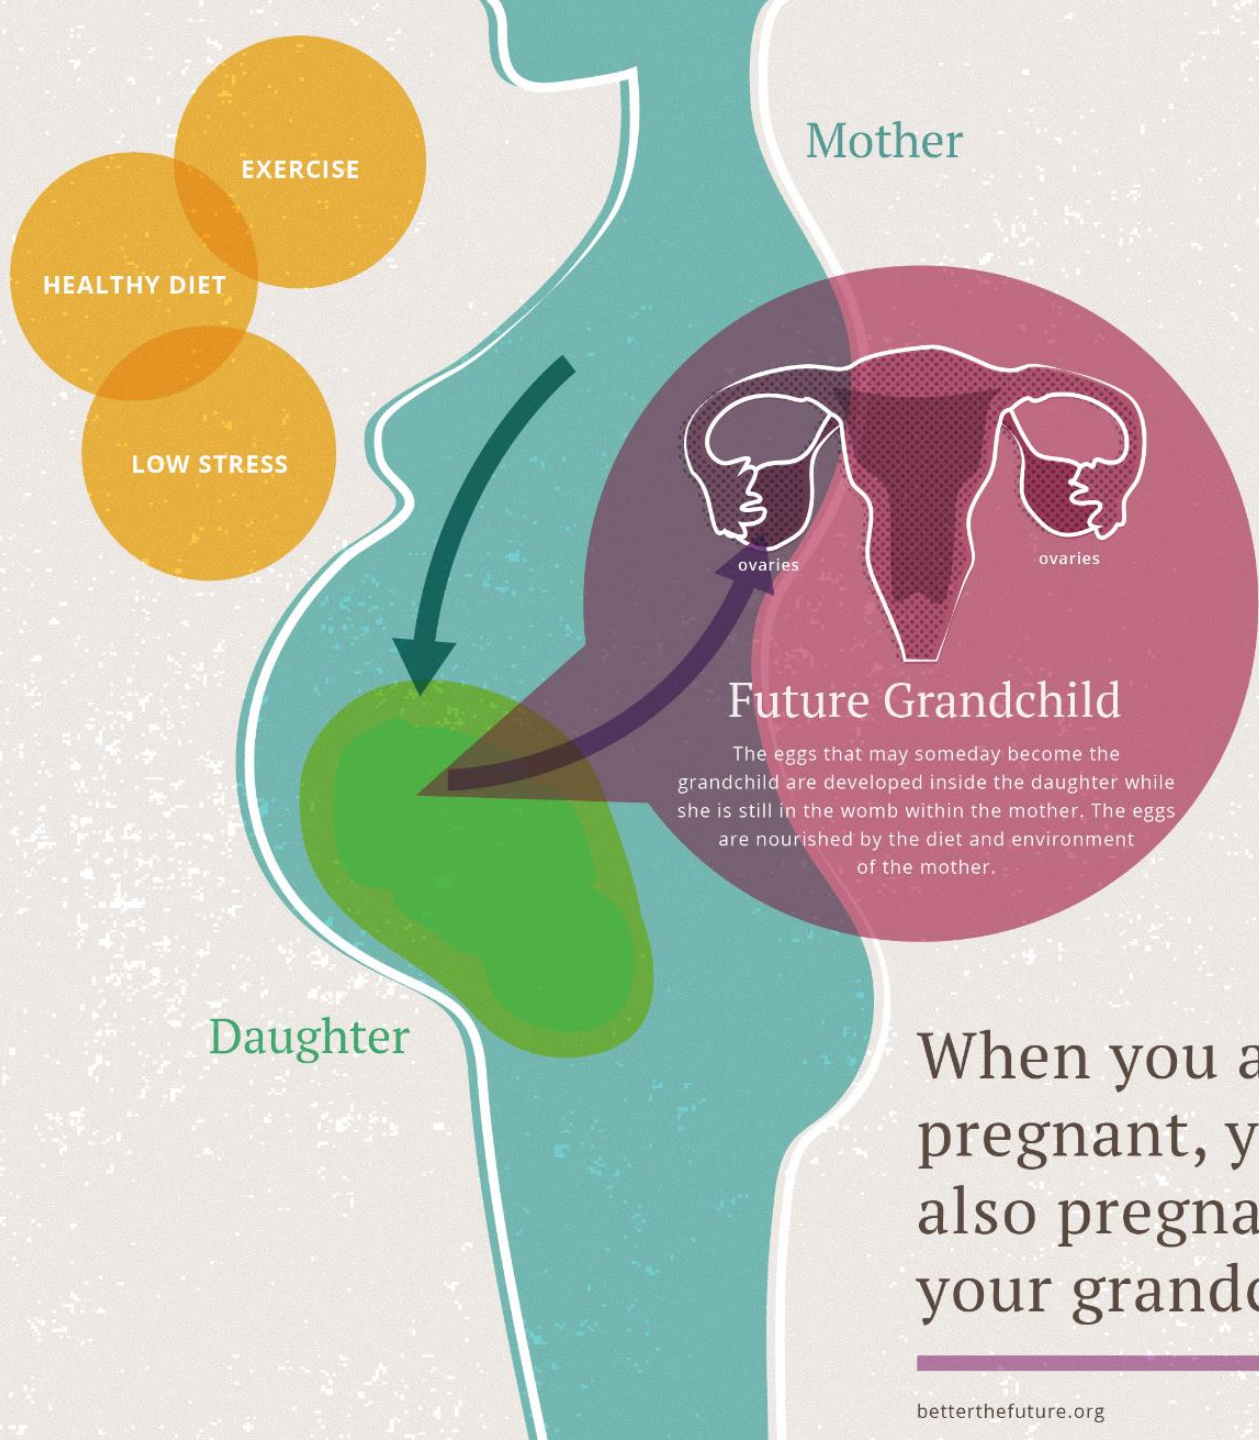 EXERCISE
HEALTHY DIET
LOW STRESS
Mother
ovaries
ovaries
Future Grandchild
The eggs that may someday become the
grandchild are developed inside the daughter while
she is still in the womb within the mother. The eggs
are nourished by the diet and environment
of the mother.
Daughter
When you a
pregnant, y
also pregna
your grandc
betterthefuture.org